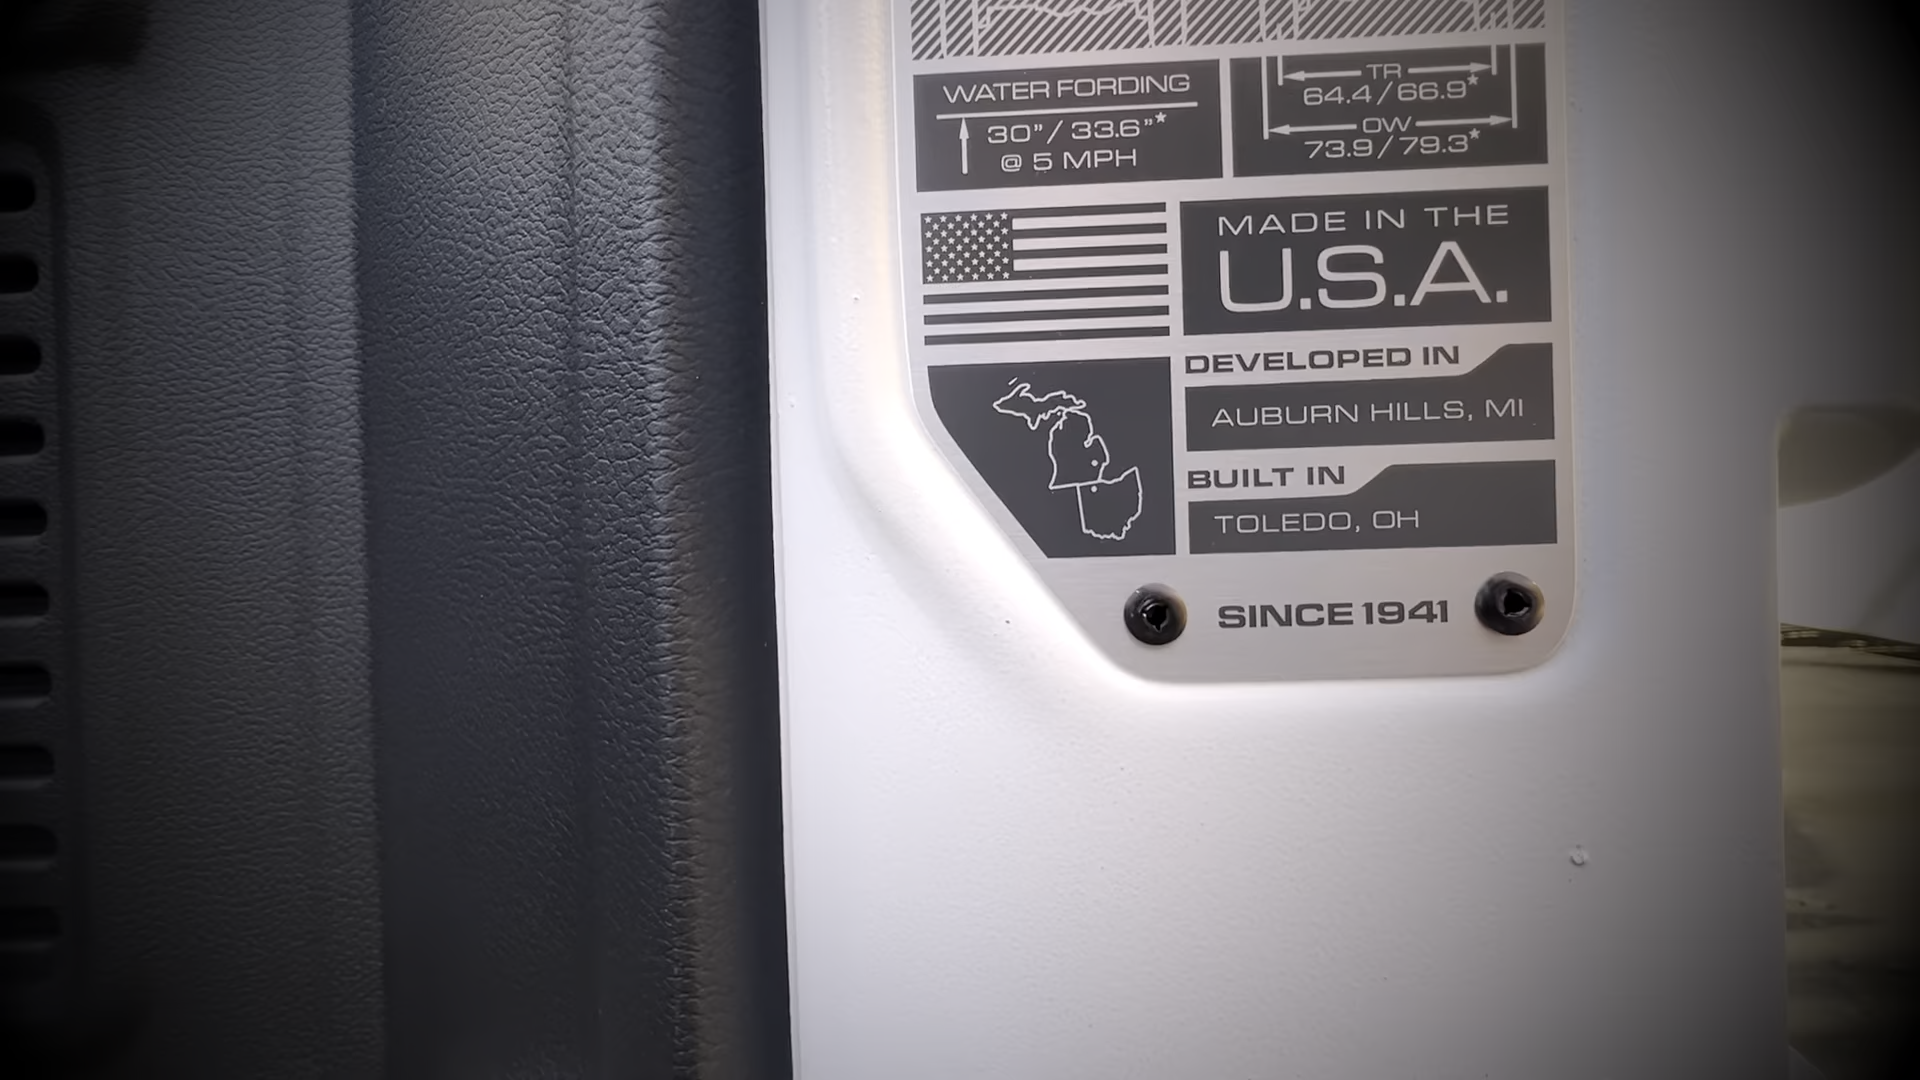 WATER FORDING
30”/33.6”*
@ 5 MPH
TR
64.4/66.9*
OW
73.9/79.3*
MADE IN THE
U.S.A.
DEVELOPED IN
AUBURN HILLS, MI
BUILT IN
TOLEDO, OH
SINCE 1941